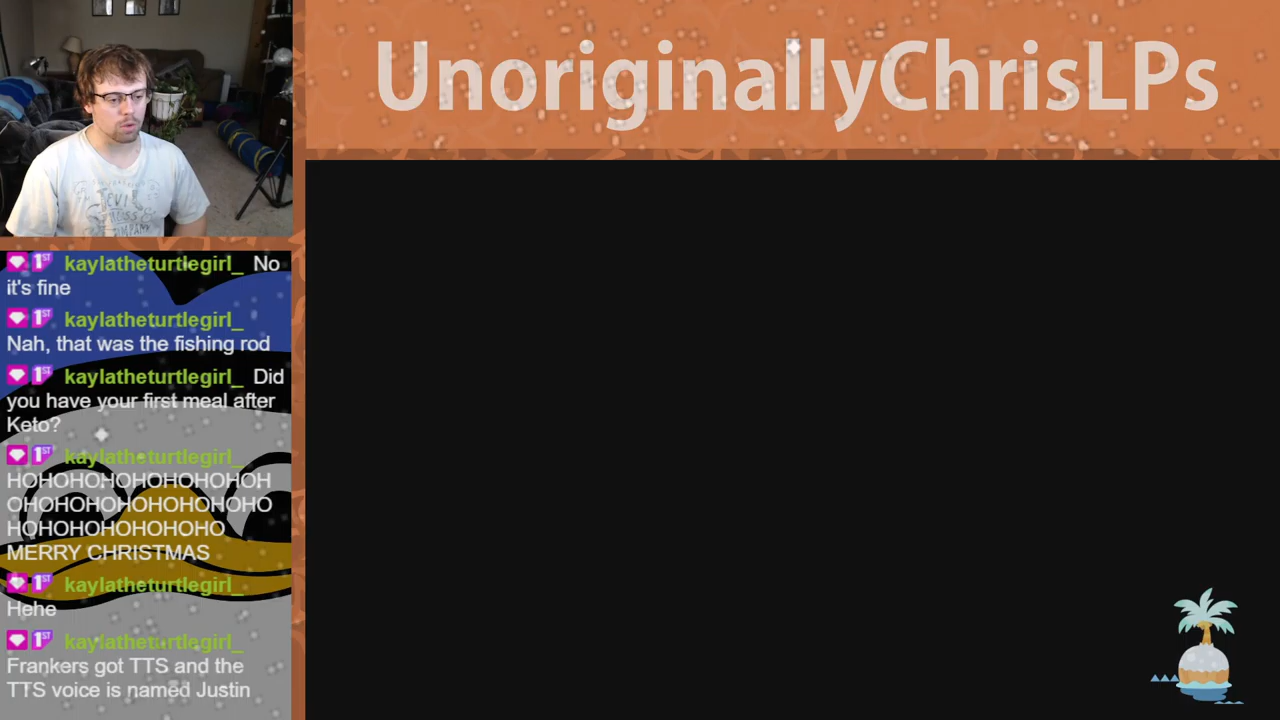 UnoriginallyChrisLPs
kaylatheturtlegirl_ No
it's fine
kaylatheturtlegirl_
Nah, that was the fishing rod
kaylatheturtlegirl_ Did
you have your first meal after
Keto?
kaylatheturtlegirl_
HOHOHOHOHOHOHOHOH
OHOHOHOHOHOHOHOHO
HOHOHOHOHOHOHO
MERRY CHRISTMAS
kaylatheturtlegirl_
Hehe
kaylatheturtlegirl_
Frankers got TTS and the
TTS voice is named Justin